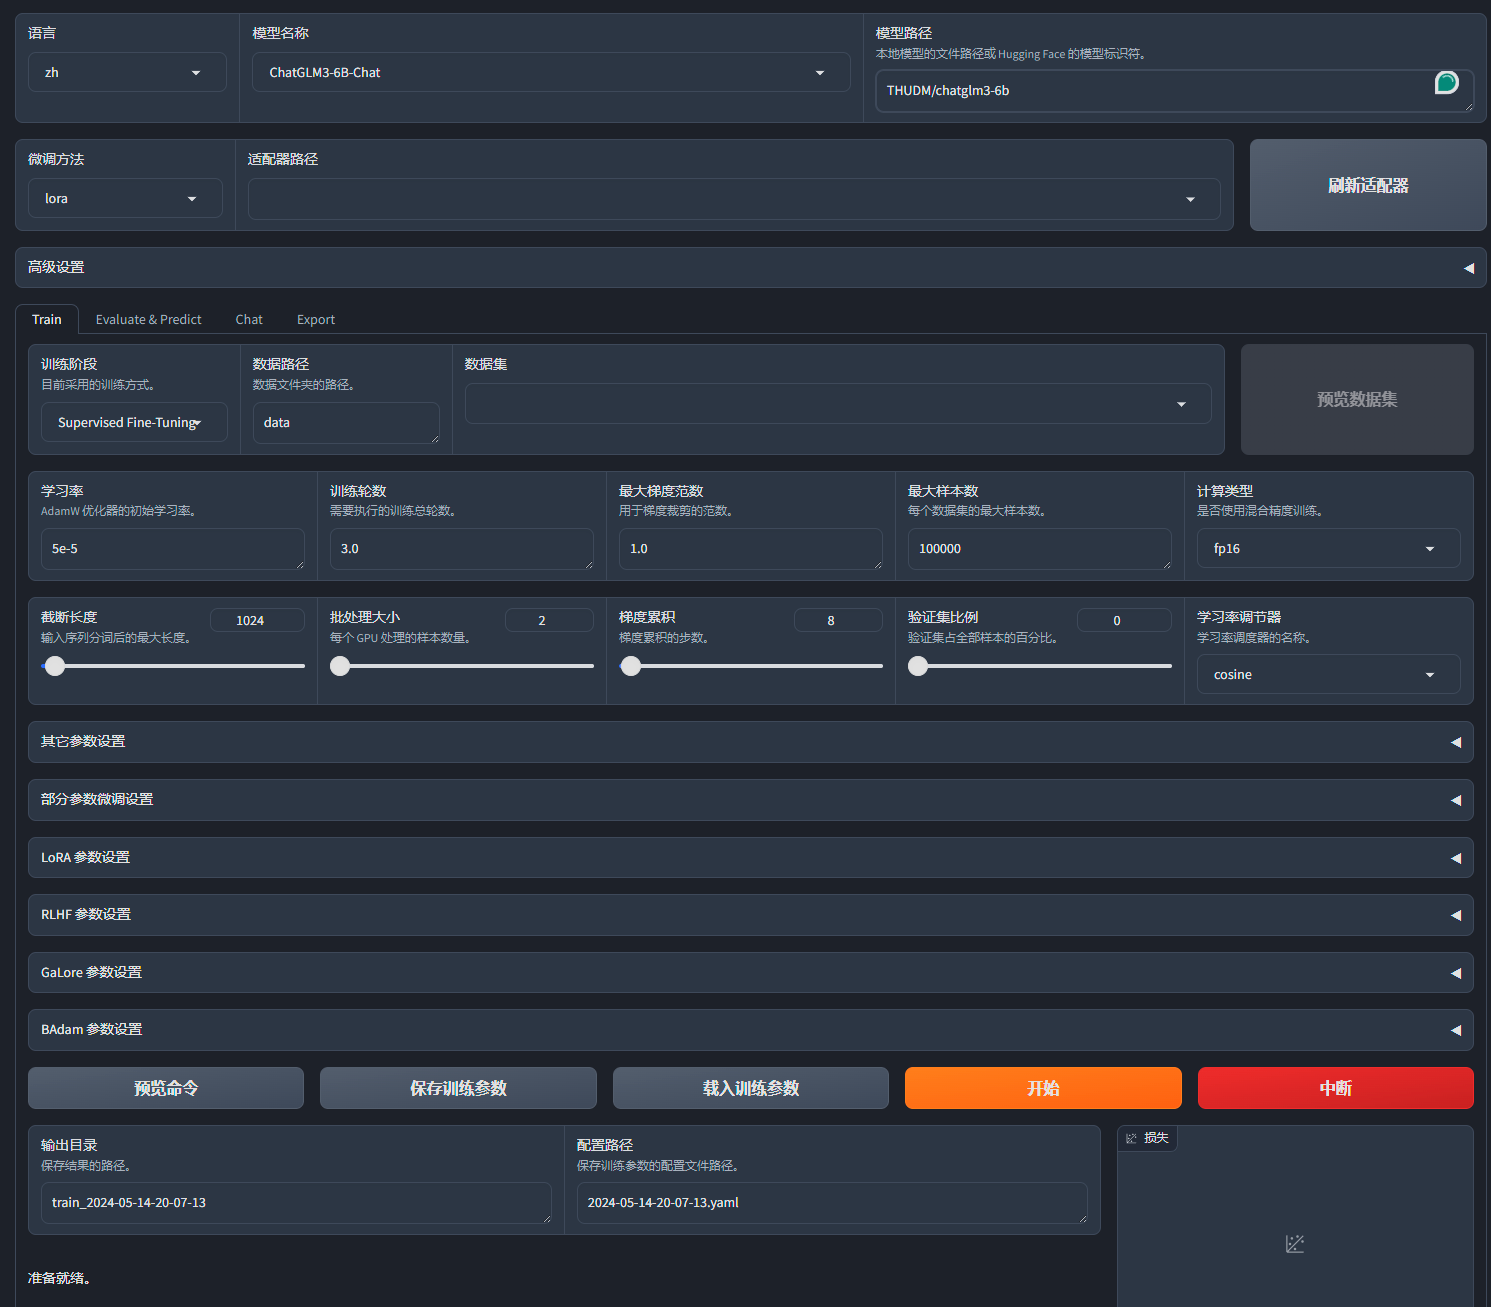 语言
zh
模型名称
ChatGLM3-6B-Chat
模型路径
本地模型的文件路径或 Hugging Face 的模型标识符。
THUDM/chatglm3-6b
微调方法
lora
适配器路径
刷新适配器
高级设置
Train
Evaluate & Predict
Chat
Export
训练阶段
目前采用的训练方式。
Supervised Fine-Tuning
数据路径
数据文件夹的路径。
data
数据集
预览数据集
学习率
AdamW 优化器的初始学习率。
5e-5
训练轮数
需要执行的训练总轮数。
3.0
最大梯度范数
用于梯度裁剪的范数。
1.0
最大样本数
每个数据集的最大样本数。
100000
计算类型
是否使用混合精度训练。
fp16
截断长度
1024
输入序列分词后的最大长度。
批处理大小
2
每个 GPU 处理的样本数量。
梯度累积
8
梯度累积的步数。
验证集比例
0
验证集占全部样本的百分比。
学习率调节器
学习率调度器的名称。
cosine
其它参数设置
部分参数微调设置
LoRA 参数设置
RLHF 参数设置
GaLore 参数设置
BAdam 参数设置
预览命令
保存训练参数
载入训练参数
开始
中断
输出目录
保存结果的路径。
train_2024-05-14-20-07-13
配置路径
保存训练参数的配置文件路径。
2024-05-14-20-07-13.yaml
损失
准备就绪。